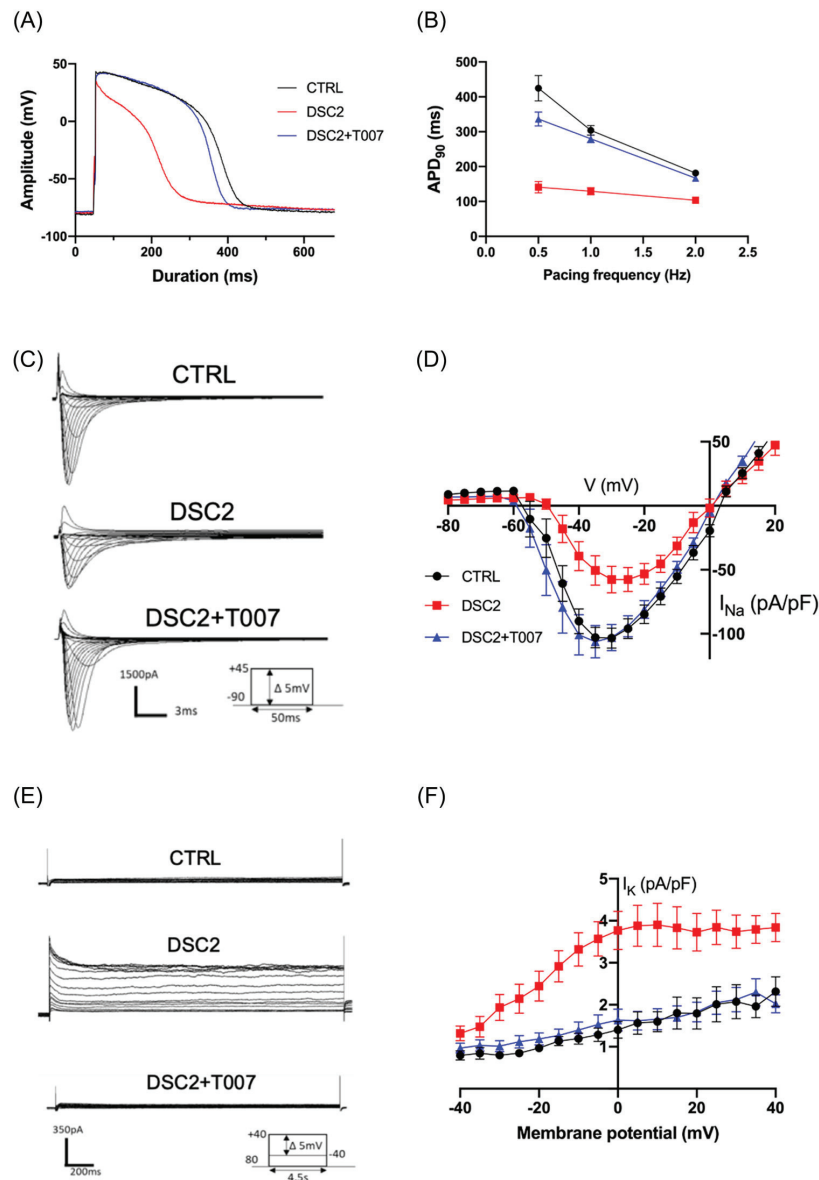 (A)
50
0
-50
-100
Amplitude (mV)
0
200
400
600
Duration (ms)
CTRL
DSC2
DSC2+T007
(B)
500
400
300
200
100
0
APD90 (ms)
0.0
0.5
1.0
1.5
2.0
2.5
Pacing frequency (Hz)
(C)
CTRL
DSC2
DSC2+T007
1500pA
3ms
+45
-90
Δ 5mV
50ms
(D)
50
V (mV)
-80
-60
-40
-20
20
-50
-100
INa (pA/pF)
CTRL
DSC2
DSC2+T007
(E)
CTRL
DSC2
DSC2+T007
350pA
200ms
+40
Δ 5mV
-40
80
4.5s
(F)
5
4
3
2
1
IK (pA/pF)
-40
-20
0
20
40
Membrane potential (mV)